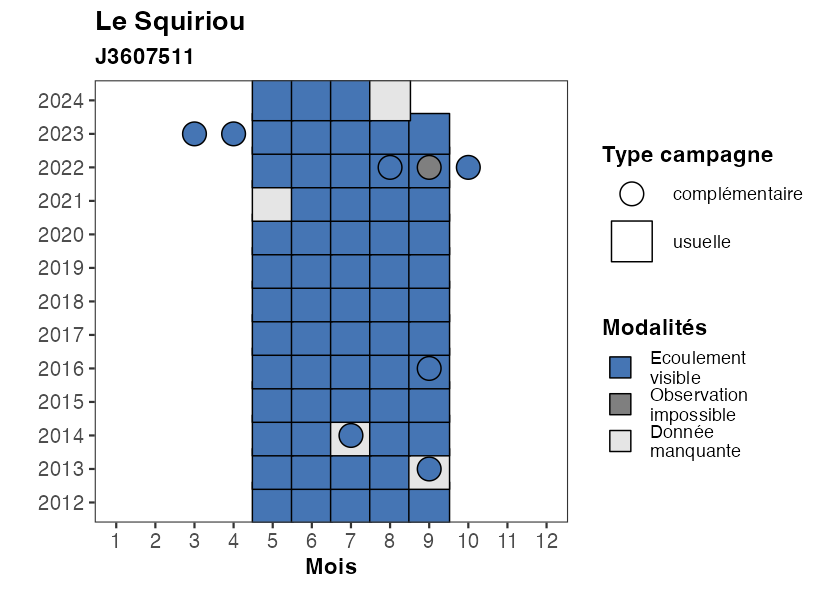 Le Squiriou
J3607511
2024
2023
2022
2021
2020
2019
2018
2017
2016
2015
2014
2013
2012
1 2 3 4 5 6 7 8 9 10 11 12
Mois
Type campagne
complémentaire
usuelle
Modalités
Ecoulement
visible
Observation
impossible
Donnée
manquante